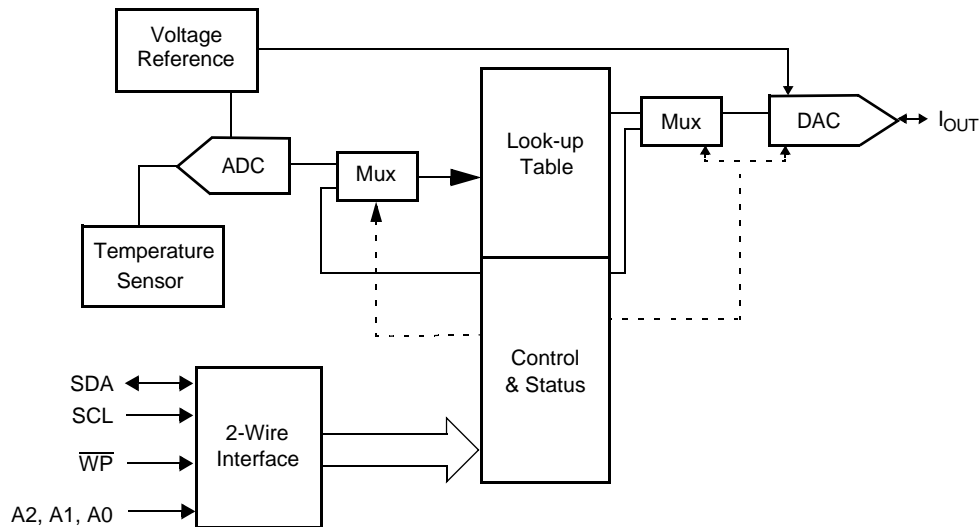 Voltage
Reference
ADC
Mux
Look-up
Table
Mux
DAC
I_OUT
Temperature
Sensor
Control
& Status
SDA
SCL
W̅P̅
A2, A1, A0
2-Wire
Interface